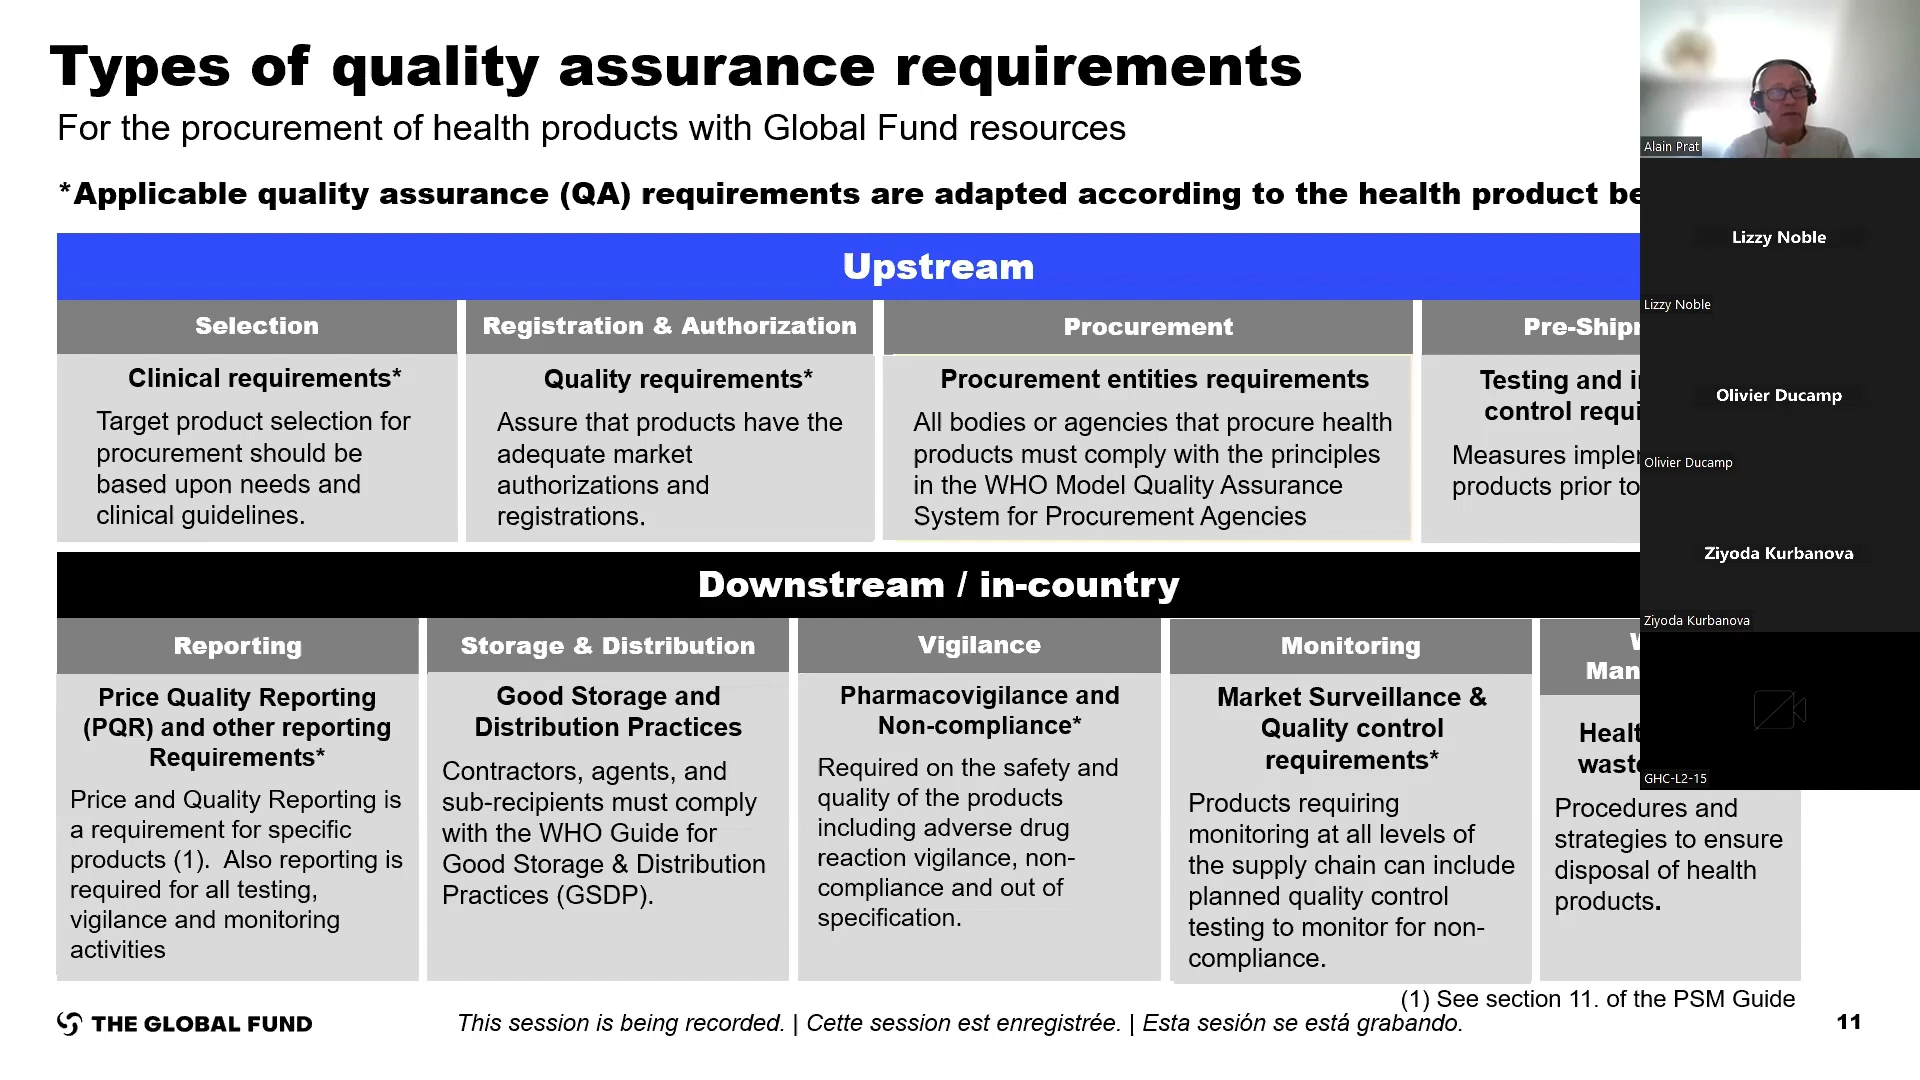 Types of quality assurance requirements
For the procurement of health products with Global Fund resources
*Applicable quality assurance (QA) requirements are adapted according to the health product
Upstream
Selection
Clinical requirements*
Target product selection for
procurement should be
based upon needs and
clinical guidelines.
Registration & Authorization
Quality requirements*
Assure that products have the
adequate market
authorizations and
registrations.
Procurement
Procurement entities requirements
All bodies or agencies that procure health
products must comply with the principles
in the WHO Model Quality Assurance
System for Procurement Agencies
Testing and
control
Measures
products prior to
Downstream / in-country
Reporting
Price Quality Reporting
(PQR) and other reporting
Requirements*
Price and Quality Reporting is
a requirement for specific
products (1). Also reporting is
required for all testing,
vigilance and monitoring
activities
Storage & Distribution
Good Storage and
Distribution Practices
Contractors, agents, and
sub-recipients must comply
with the WHO Guide for
Good Storage & Distribution
Practices (GSDP).
Vigilance
Pharmacovigilance and
Non-compliance*
Required on the safety and
quality of the products
including adverse drug
reaction vigilance, non-
compliance and out of
specification.
Monitoring
Market Surveillance &
Quality control
requirements*
Products requiring
monitoring at all levels of
the supply chain can include
planned quality control
testing to monitor for non-
compliance.
Procedures and
strategies to ensure
disposal of health
products.
(1) See section 11. of the PSM Guide
THE GLOBAL FUND
This session is being recorded. | Cette session est enregistrée. | Esta sesión se está grabando.
11
Alain Prat
Lizzy Noble
Lizzy Noble
Olivier Ducamp
Olivier Ducamp
Ziyoda Kurbanova
Ziyoda Kurbanova
GHC-L2-15